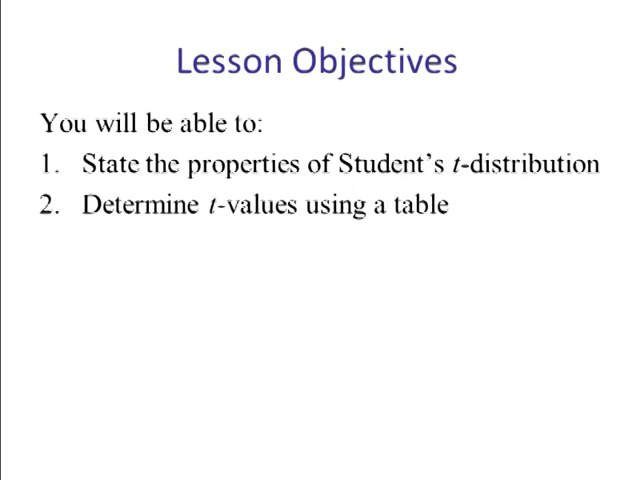 Lesson Objectives
You will be able to:
1. State the properties of Student’s t-distribution
2. Determine t-values using a table